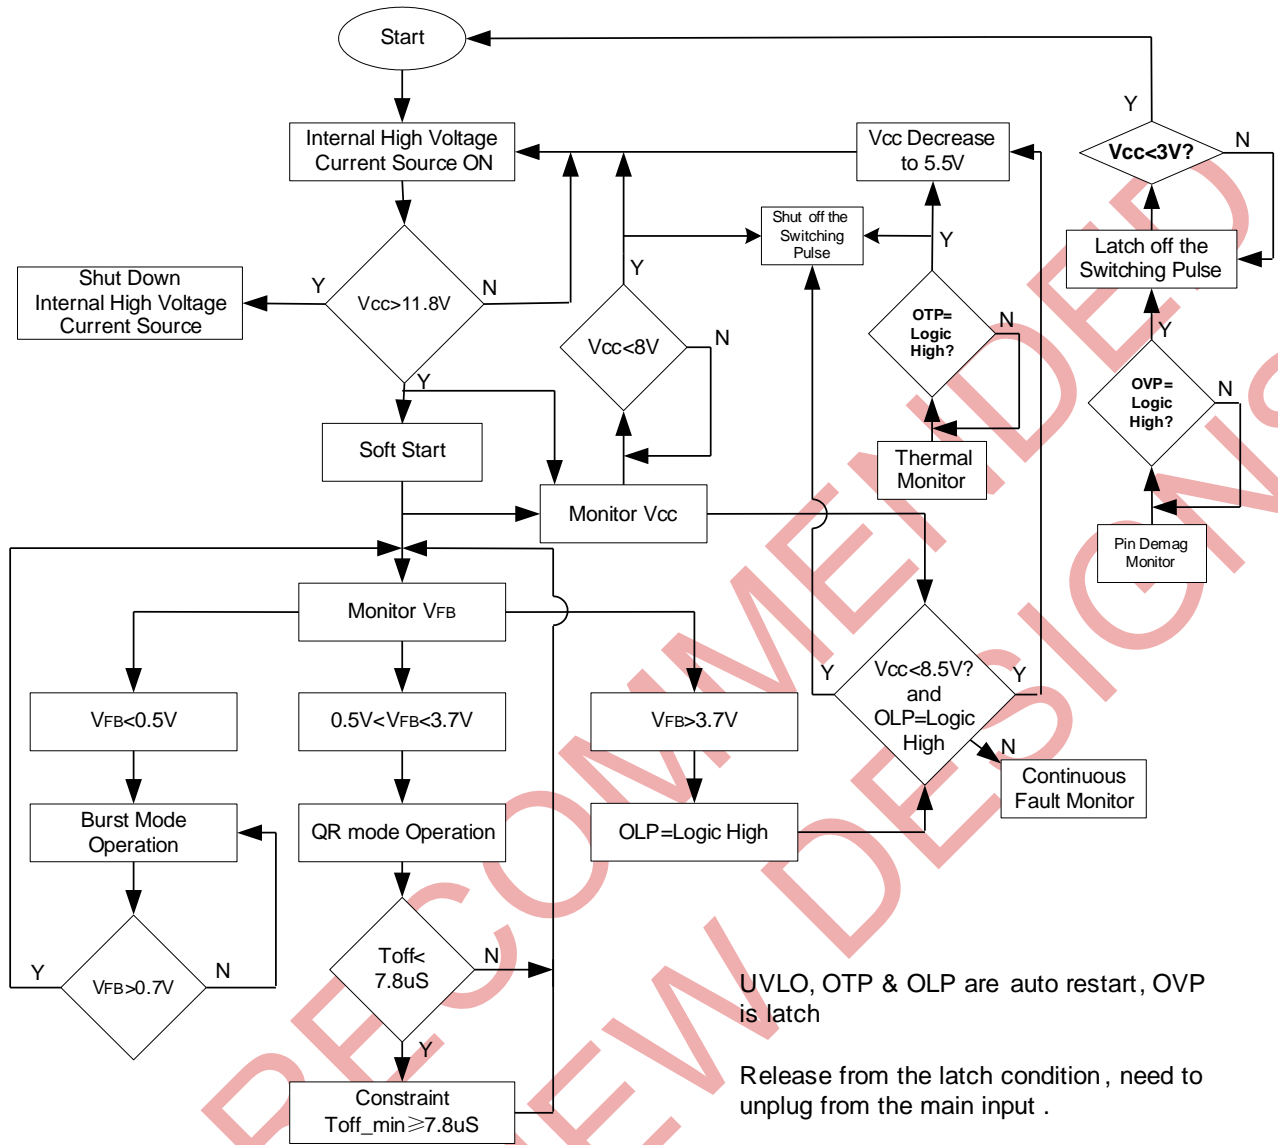 Start
Internal High Voltage
Current Source ON
Vcc>11.8V
Y
N
Shut Down
Internal High Voltage
Current Source
Y
Soft Start
Vcc<8V
Y
N
Monitor Vcc
Shut off the
Switching
Pulse
Vcc Decrease
to 5.5V
Y
OTP=
Logic
High?
N
Thermal
Monitor
Y
Vcc<3V?
N
Latch off the
Switching Pulse
Y
OVP=
Logic
High?
N
Pin Demag
Monitor
Monitor VFB
VFB<0.5V
0.5V<VFB<3.7V
VFB>3.7V
Burst Mode
Operation
QR mode Operation
OLP=Logic High
Y
Vcc<8.5V?
and
OLP=Logic
High
Y
N
Continuous
Fault Monitor
Y
VFB>0.7V
N
Toff<
7.8uS
N
Y
Constraint
Toff_min≥7.8uS
UVLO, OTP & OLP are auto restart, OVP
is latch
Release from the latch condition, need to
unplug from the main input .
RECOMMENDED
NEW DESIGNS